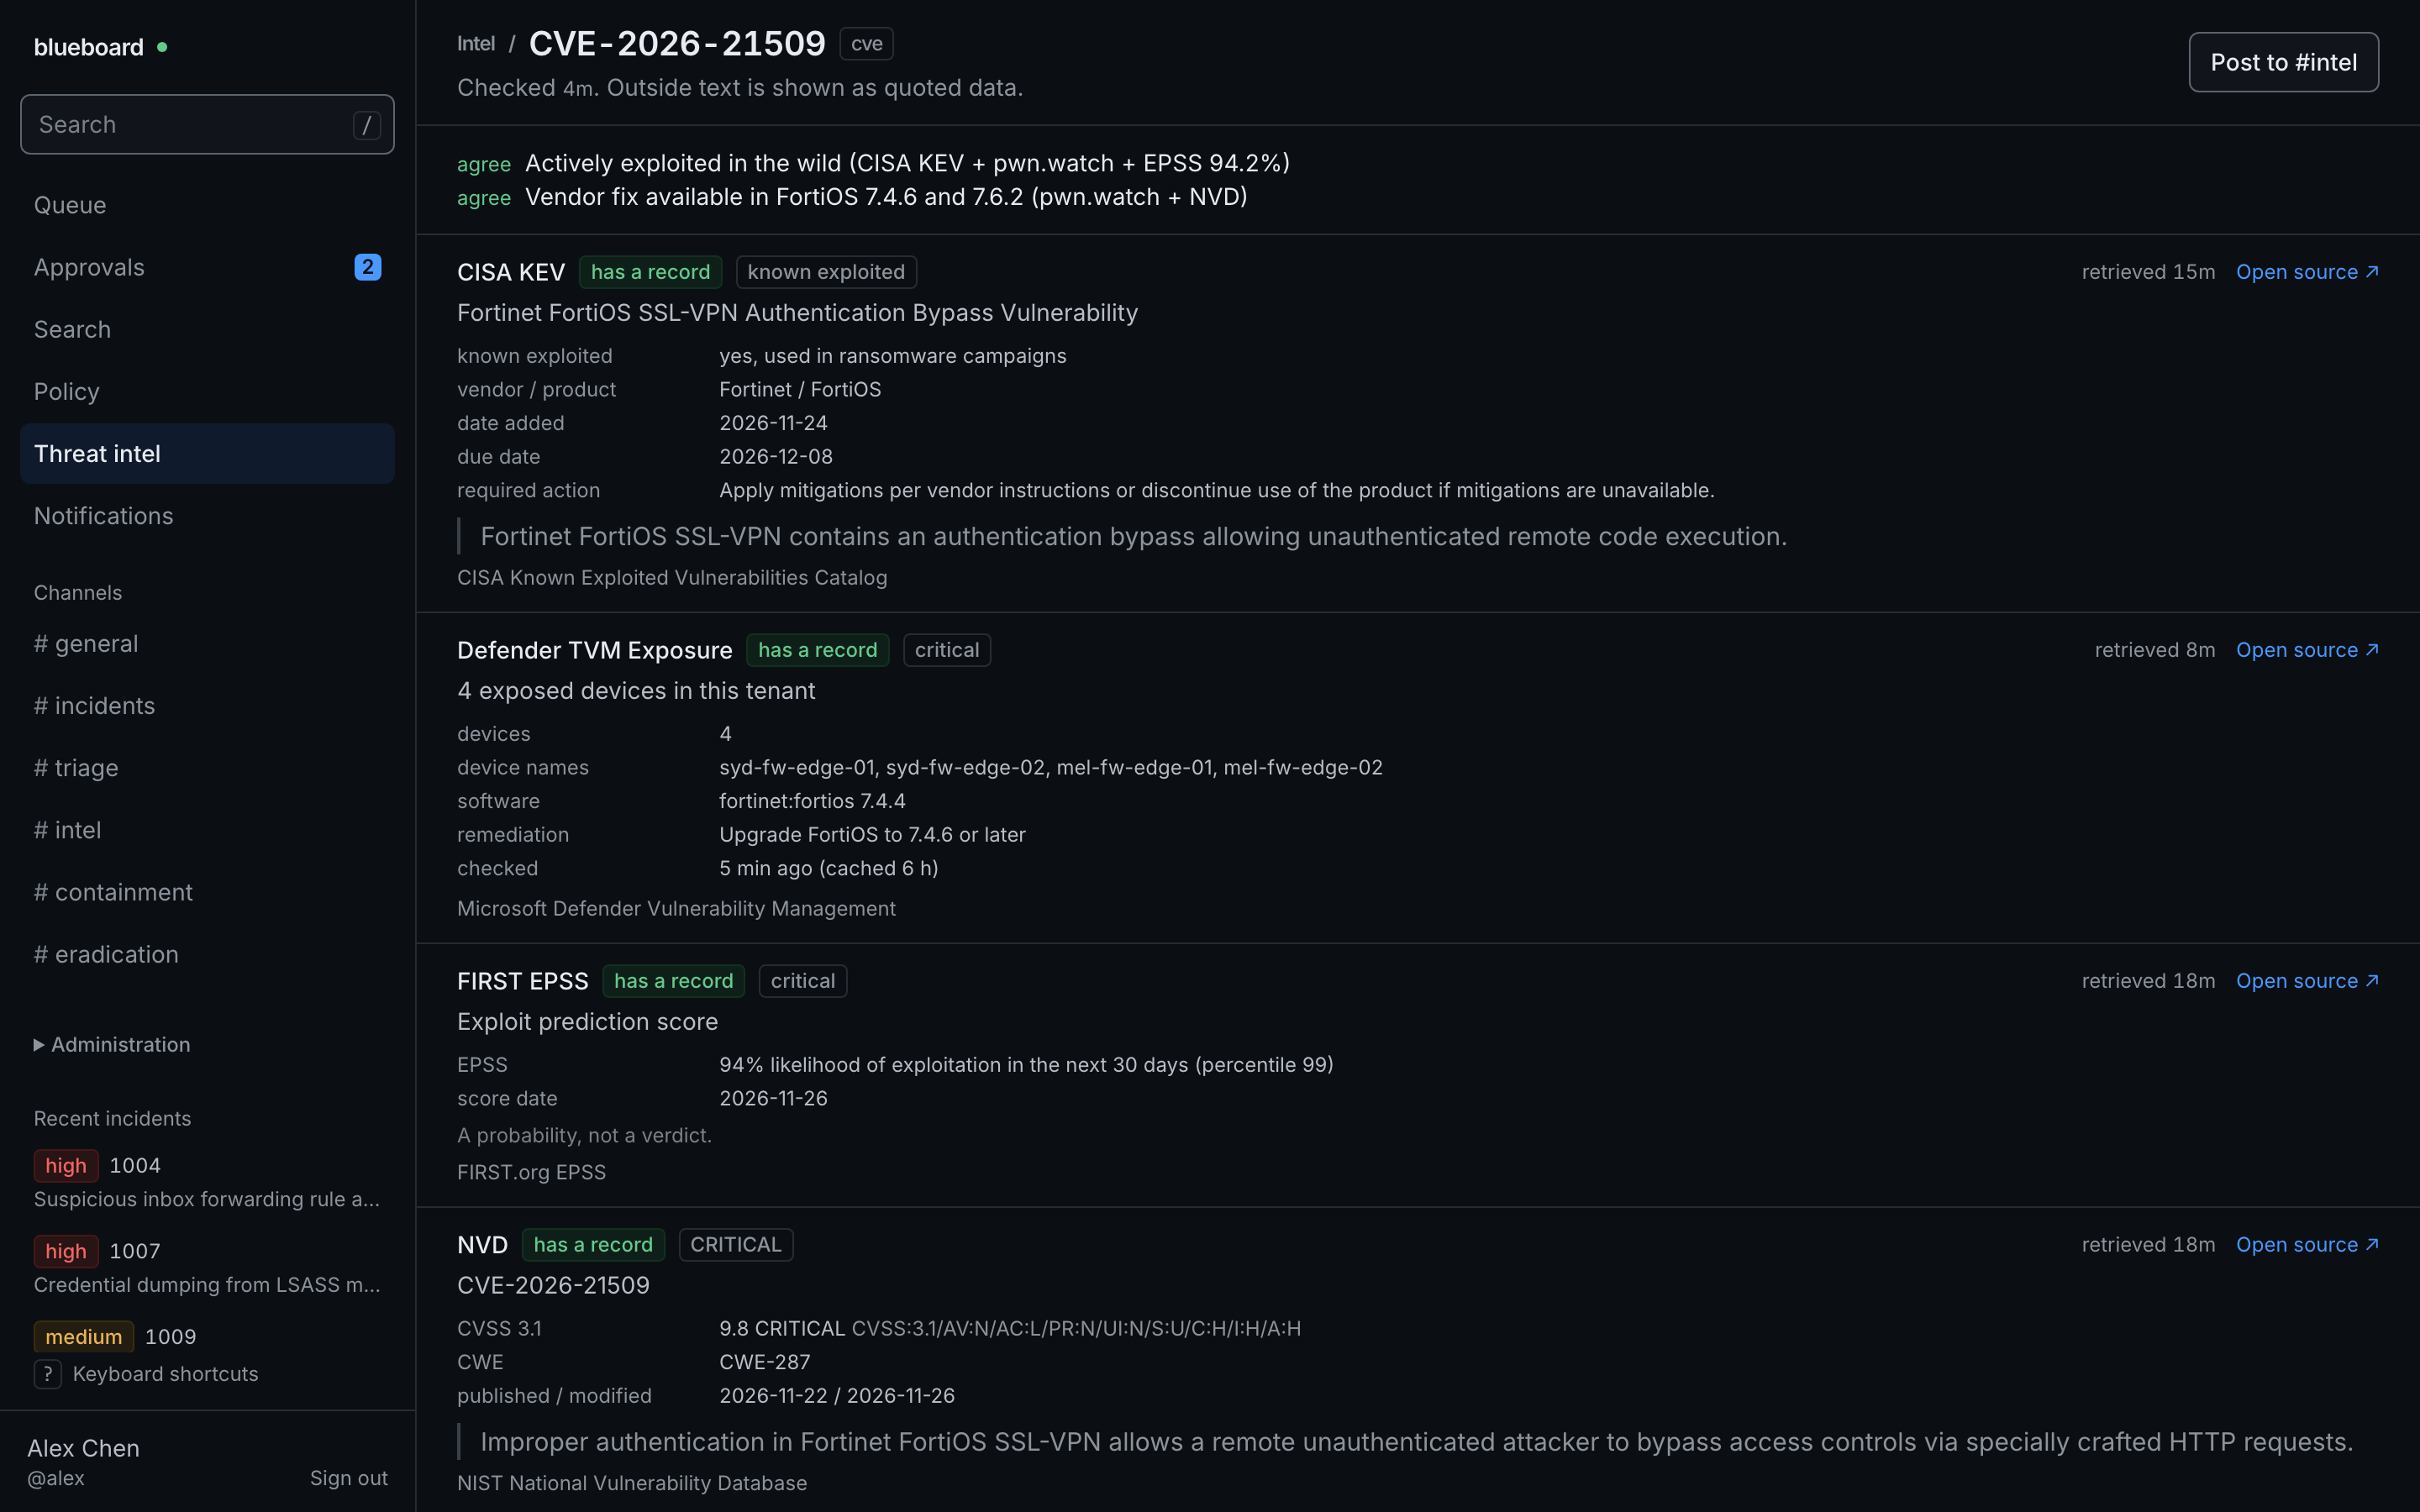 blueboard
Search /
Queue
Approvals 2
Search
Policy
Threat intel
Notifications
Channels
# general
# incidents
# triage
# intel
# containment
# eradication
Administration
Recent incidents
high 1004
Suspicious inbox forwarding rule a...
high 1007
Credential dumping from LSASS m...
medium 1009
? Keyboard shortcuts
Alex Chen
@alex Sign out
Intel / CVE-2026-21509 cve
Checked 4m. Outside text is shown as quoted data.
Post to #intel
agree Actively exploited in the wild (CISA KEV + pwn.watch + EPSS 94.2%)
agree Vendor fix available in FortiOS 7.4.6 and 7.6.2 (pwn.watch + NVD)
CISA KEV has a record known exploited retrieved 15m Open source ↗
Fortinet FortiOS SSL-VPN Authentication Bypass Vulnerability
known exploited yes, used in ransomware campaigns
vendor / product Fortinet / FortiOS
date added 2026-11-24
due date 2026-12-08
required action Apply mitigations per vendor instructions or discontinue use of the product if mitigations are unavailable.
Fortinet FortiOS SSL-VPN contains an authentication bypass allowing unauthenticated remote code execution.
CISA Known Exploited Vulnerabilities Catalog
Defender TVM Exposure has a record critical retrieved 8m Open source ↗
4 exposed devices in this tenant
devices 4
device names syd-fw-edge-01, syd-fw-edge-02, mel-fw-edge-01, mel-fw-edge-02
software fortinet:fortios 7.4.4
remediation Upgrade FortiOS to 7.4.6 or later
checked 5 min ago (cached 6 h)
Microsoft Defender Vulnerability Management
FIRST EPSS has a record critical retrieved 18m Open source ↗
Exploit prediction score
EPSS 94% likelihood of exploitation in the next 30 days (percentile 99)
score date 2026-11-26
A probability, not a verdict.
FIRST.org EPSS
NVD has a record CRITICAL retrieved 18m Open source ↗
CVE-2026-21509
CVSS 3.1 9.8 CRITICAL CVSS:3.1/AV:N/AC:L/PR:N/UI:N/S:U/C:H/I:H/A:H
CWE CWE-287
published / modified 2026-11-22 / 2026-11-26
Improper authentication in Fortinet FortiOS SSL-VPN allows a remote unauthenticated attacker to bypass access controls via specially crafted HTTP requests.
NIST National Vulnerability Database